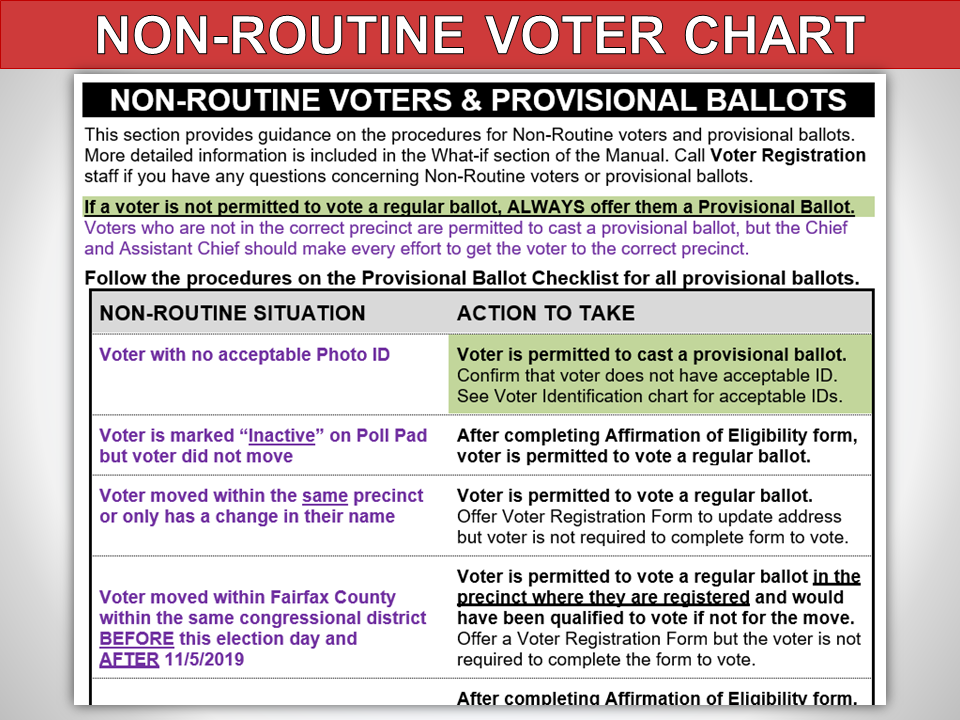 NON-ROUTINE VOTER CHART
NON-ROUTINE VOTERS & PROVISIONAL BALLOTS
This section provides guidance on the procedures for Non-Routine voters and provisional ballots.
More detailed information is included in the What-if section of the Manual. Call Voter Registration
staff if you have any questions concerning Non-Routine voters or provisional ballots.
If a voter is not permitted to vote a regular ballot, ALWAYS offer them a Provisional Ballot.
Voters who are not in the correct precinct are permitted to cast a provisional ballot, but the Chief
and Assistant Chief should make every effort to get the voter to the correct precinct.
Follow the procedures on the Provisional Ballot Checklist for all provisional ballots.
NON-ROUTINE SITUATION
ACTION TO TAKE
Voter with no acceptable Photo ID
Voter is permitted to cast a provisional ballot.
Confirm that voter does not have acceptable ID.
See Voter Identification chart for acceptable IDs.
Voter is marked “Inactive” on Poll Pad
but voter did not move
After completing Affirmation of Eligibility form,
voter is permitted to vote a regular ballot.
Voter moved within the same precinct
or only has a change in their name
Voter is permitted to vote a regular ballot.
Offer Voter Registration Form to update address
but voter is not required to complete form to vote.
Voter moved within Fairfax County
within the same congressional district
BEFORE this election day and
AFTER 11/5/2019
Voter is permitted to vote a regular ballot in the
precinct where they are registered and would
have been qualified to vote if not for the move.
Offer a Voter Registration Form but the voter is not
required to complete the form to vote.
After completing Affirmation of Eligibility form,